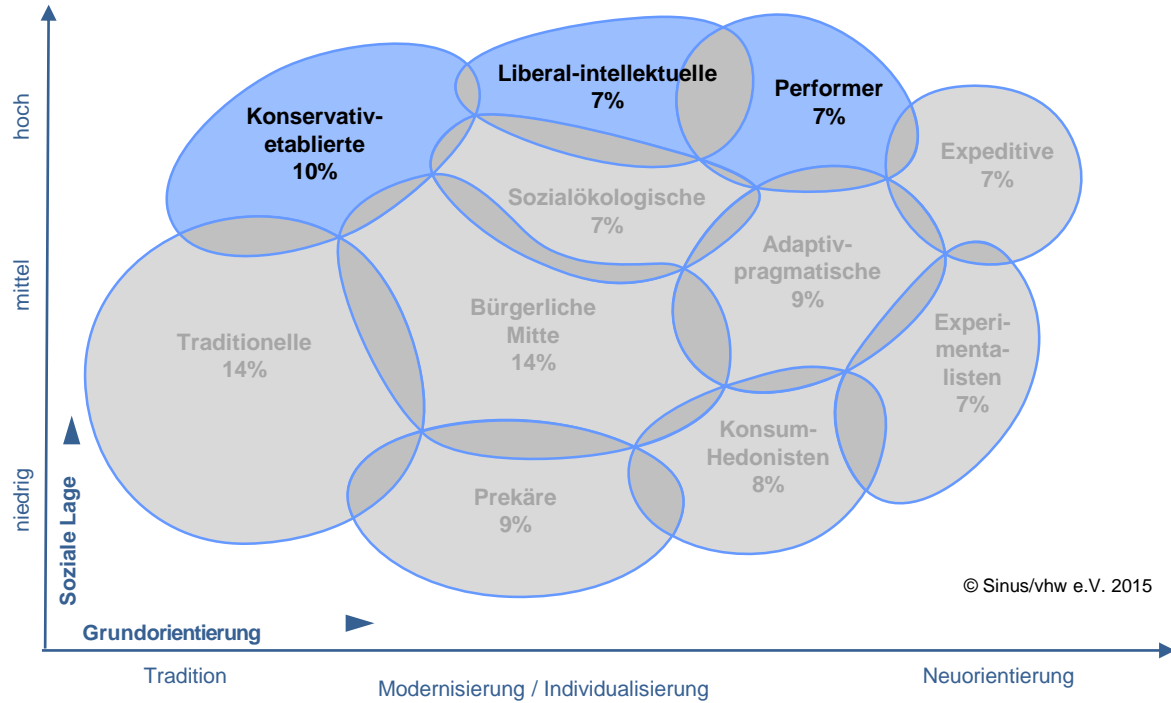 hoch
mittel
niedrig
Soziale Lage
Konservativ-
etablierte
10%
Liberal-intellektuelle
7%
Performer
7%
Expeditive
7%
Sozialökologische
7%
Adaptiv-
pragmatische
9%
Traditionelle
14%
Bürgerliche
Mitte
14%
Experi-
menta-
listen
7%
Konsum-
Hedonisten
8%
Prekäre
9%
© Sinus/vhw e.V. 2015
Grundorientierung
Tradition
Modernisierung / Individualisierung
Neuorientierung